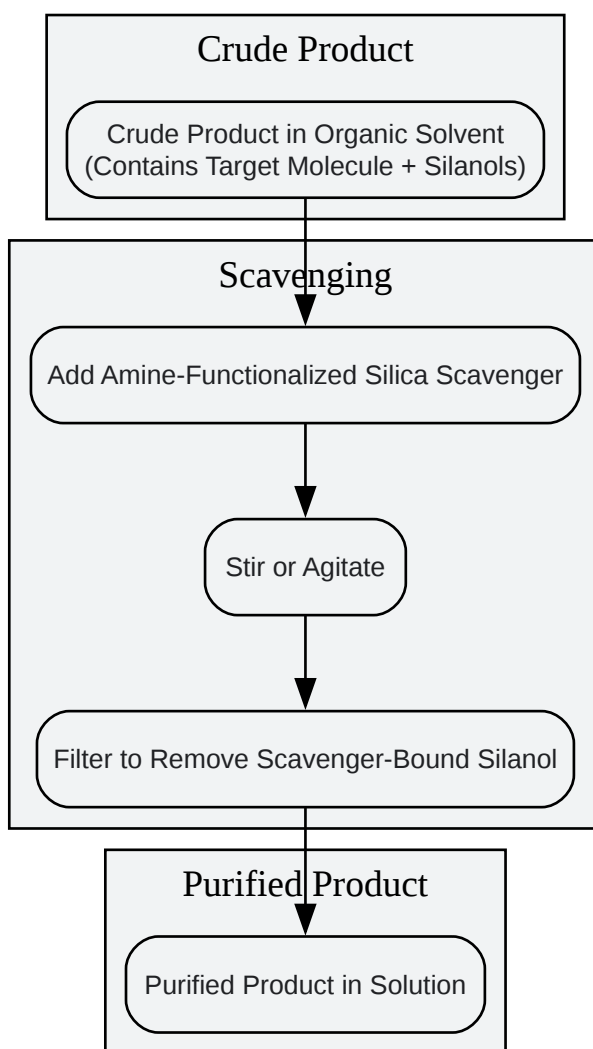 Crude Product
Crude Product in Organic Solvent
(Contains Target Molecule + Silanols)
Scavenging
Add Amine-Functionalized Silica Scavenger
Stir or Agitate
Filter to Remove Scavenger-Bound Silanol
Purified Product
Purified Product in Solution